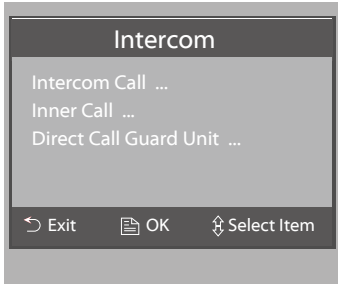 Intercom
Intercom Call ...
Inner Call ...
Direct Call Guard Unit ...
Exit OK Select Item